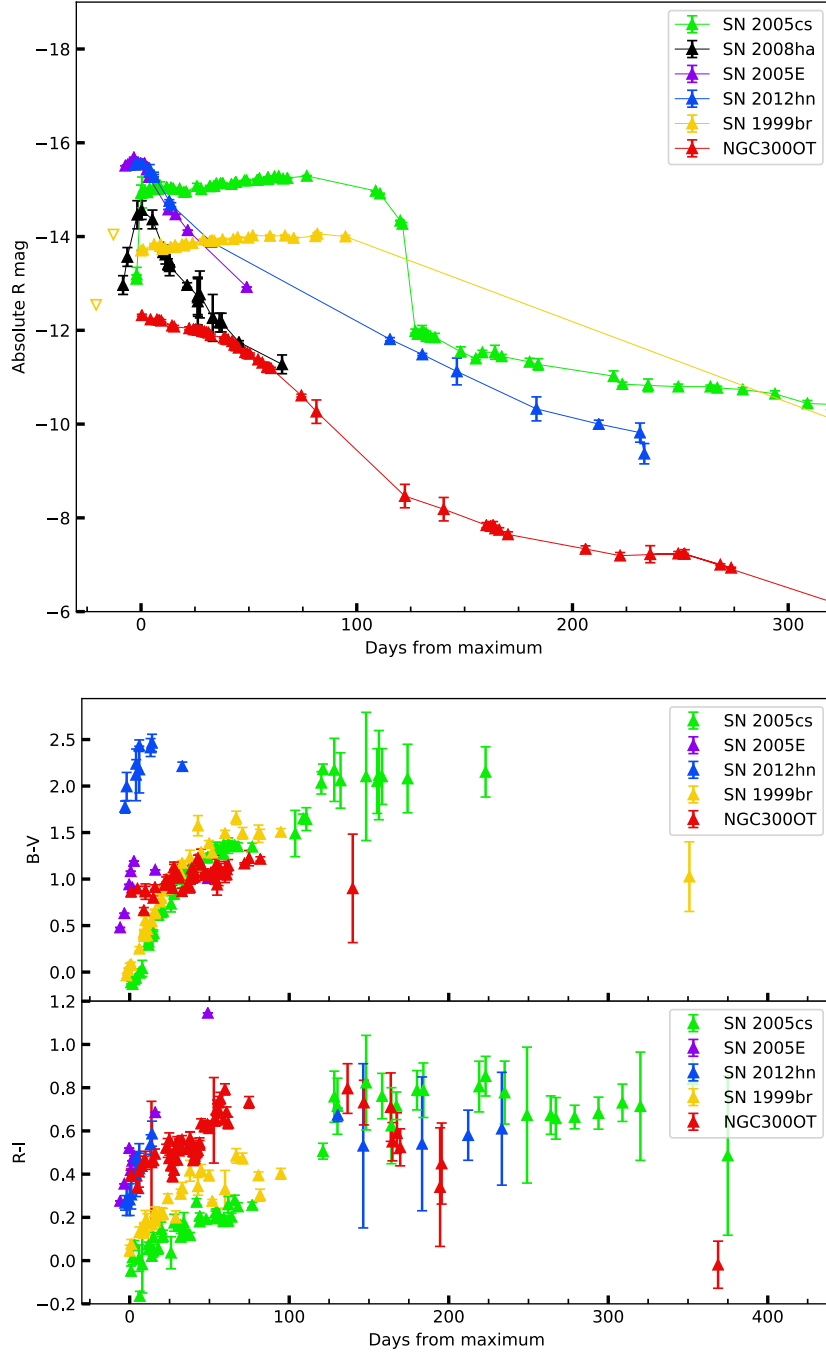 −18
−16
−14
−12
−10
−8
−6
Absolute R mag
SN 2005cs
SN 2008ha
SN 2005E
SN 2012hn
SN 1999br
NGC300OT
0 100 200 300
Days from maximum
2.5
2.0
1.5
1.0
0.5
0.0
B-V
SN 2005cs
SN 2005E
SN 2012hn
SN 1999br
NGC300OT
1.2
1.0
0.8
0.6
0.4
0.2
0.0
−0.2
R-I
SN 2005cs
SN 2005E
SN 2012hn
SN 1999br
NGC300OT
0 100 200 300 400
Days from maximum